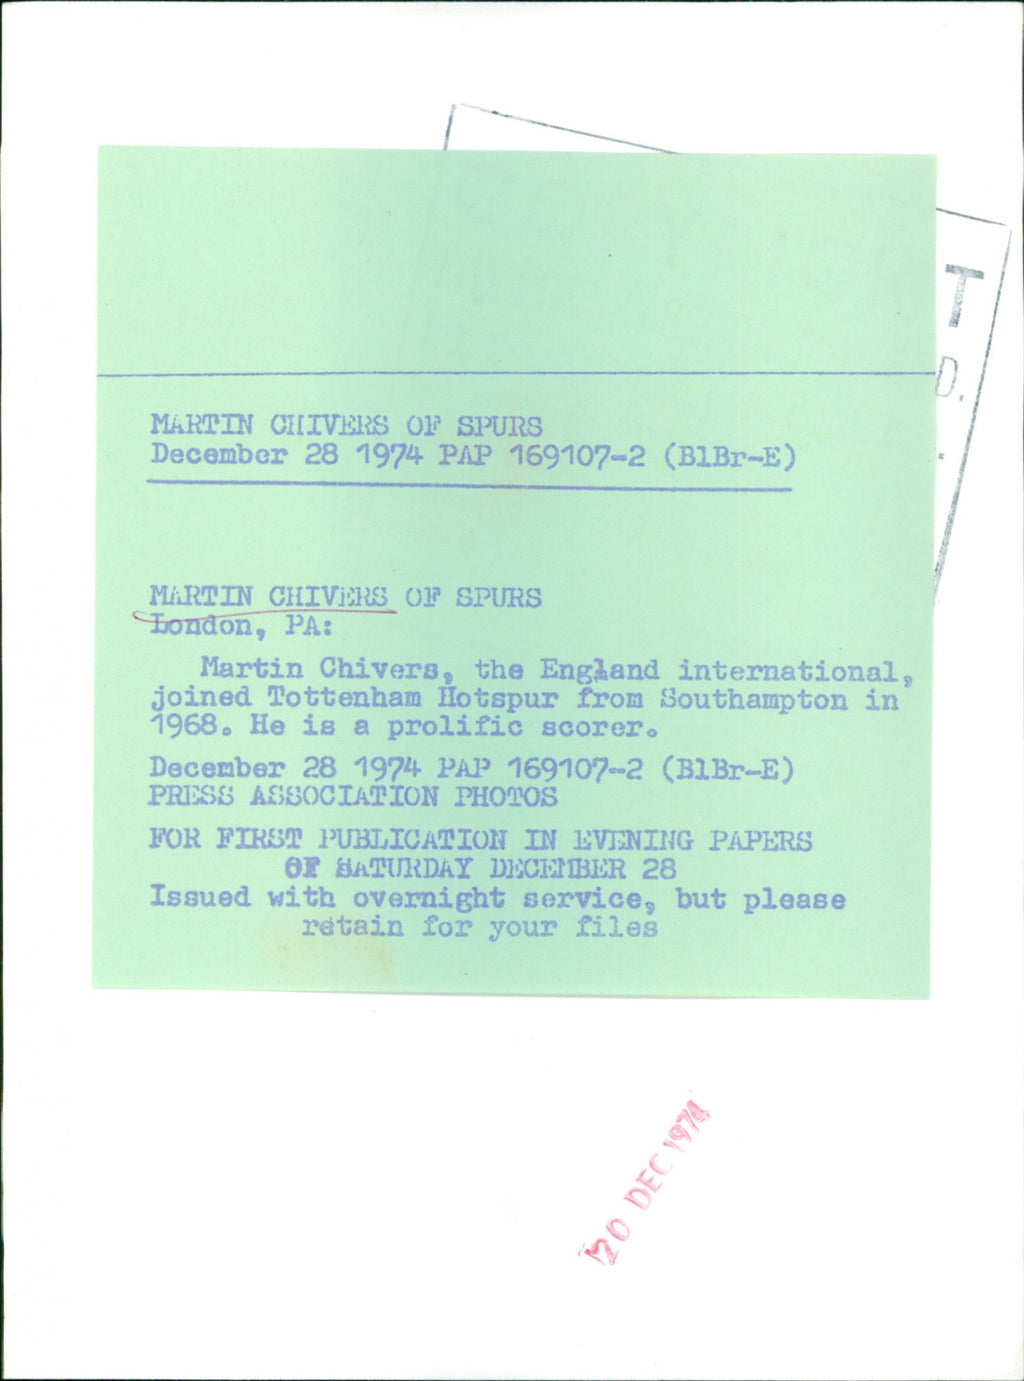 T
D.
MARTIN CHIVERS OF SPURS
December 28 1974 PAP 169107-2 (BlBr-E)
MARTIN CHIVERS OF SPURS
London, PA:
Martin Chivers, the England international,
joined Tottenham Hotspur from Southampton in
1968. He is a prolific scorer.
December 28 1974 PAP 169107-2 (BlBr-E)
PRESS ASSOCIATION PHOTOS
FOR FIRST PUBLICATION IN EVENING PAPERS
OF SATURDAY DECEMBER 28
Issued with overnight service, but please
retain for your files
20 DEC 1974